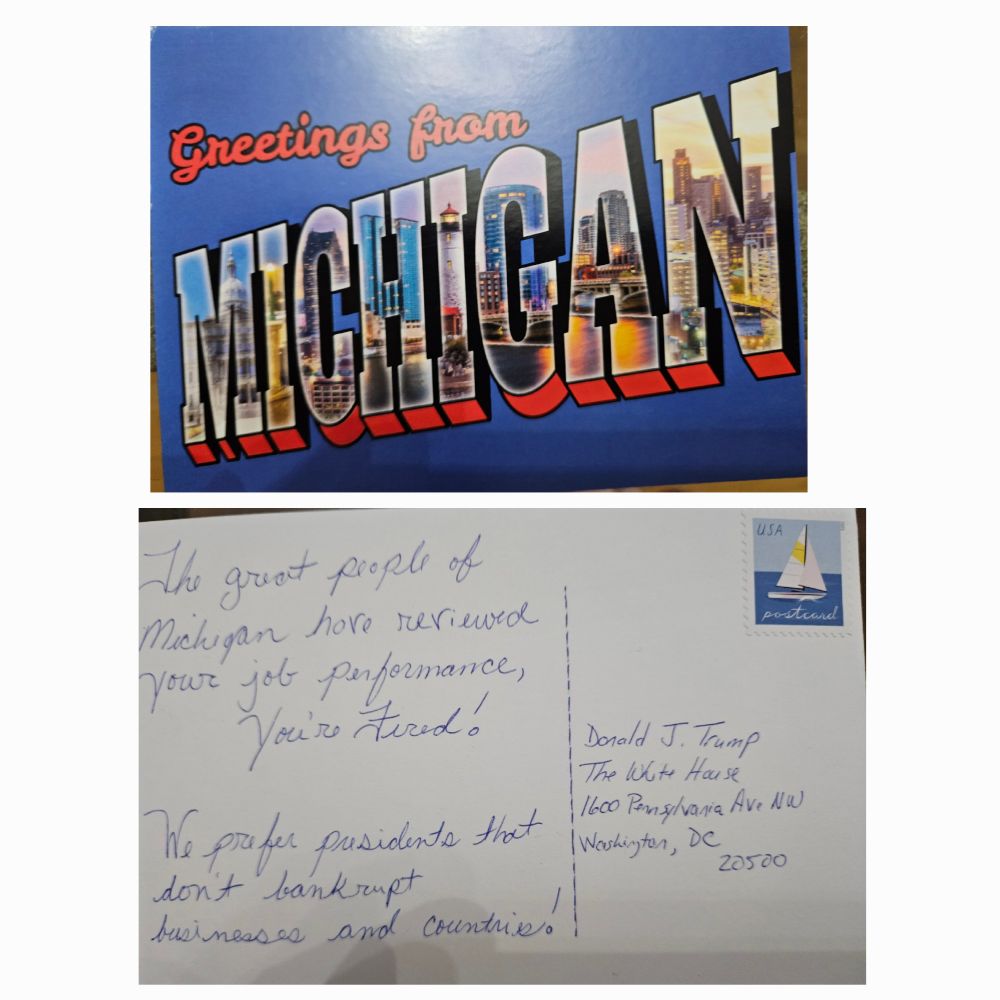 Greetings from
MICHIGAN
The great people of
Michigan have reviewed
your job performance,
You're Fired!
We prefer presidents that
don't bankrupt
businesses and countries!
USA
postcard
Donald J. Trump
The White House
1600 Pennsylvania Ave NW
Washington, DC
20500